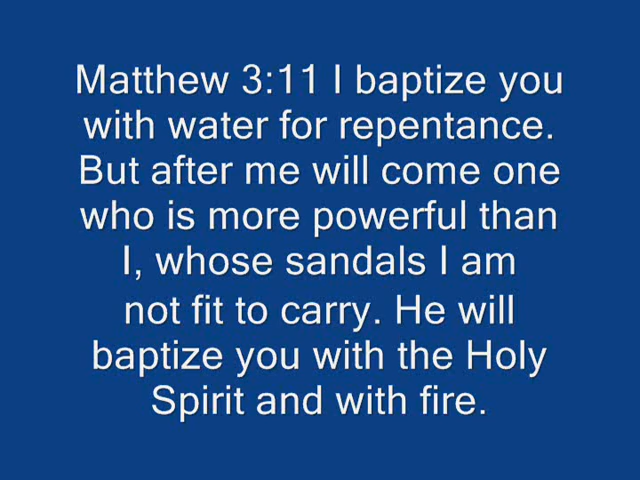 Matthew 3:11 I baptize you
with water for repentance.
But after me will come one
who is more powerful than
I, whose sandals I am
not fit to carry. He will
baptize you with the Holy
Spirit and with fire.